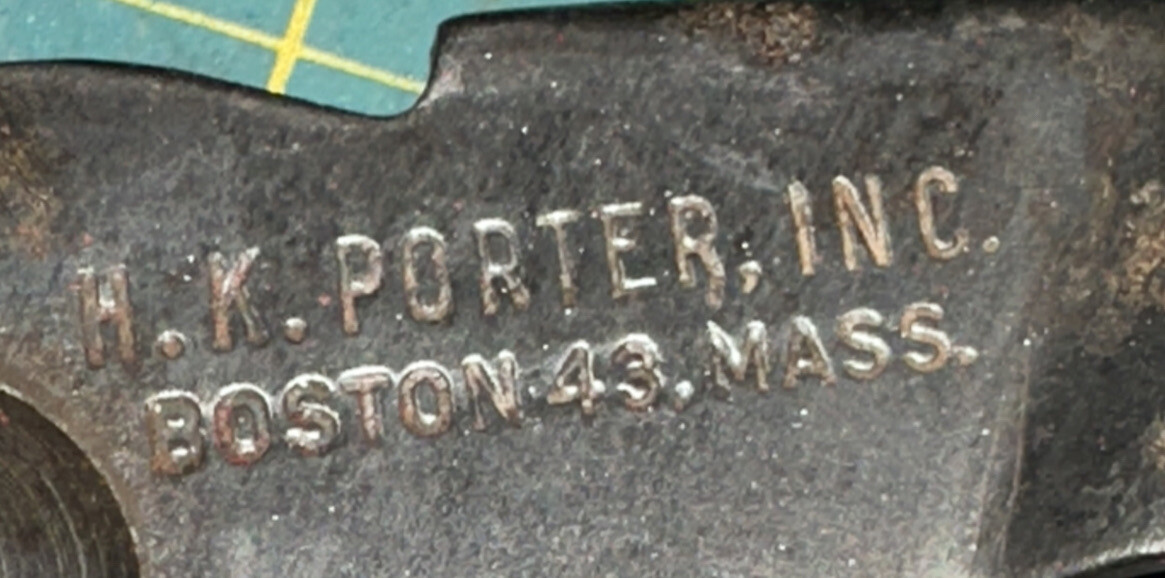 H.K.PORTER, INC.
BOSTON 43, MASS.